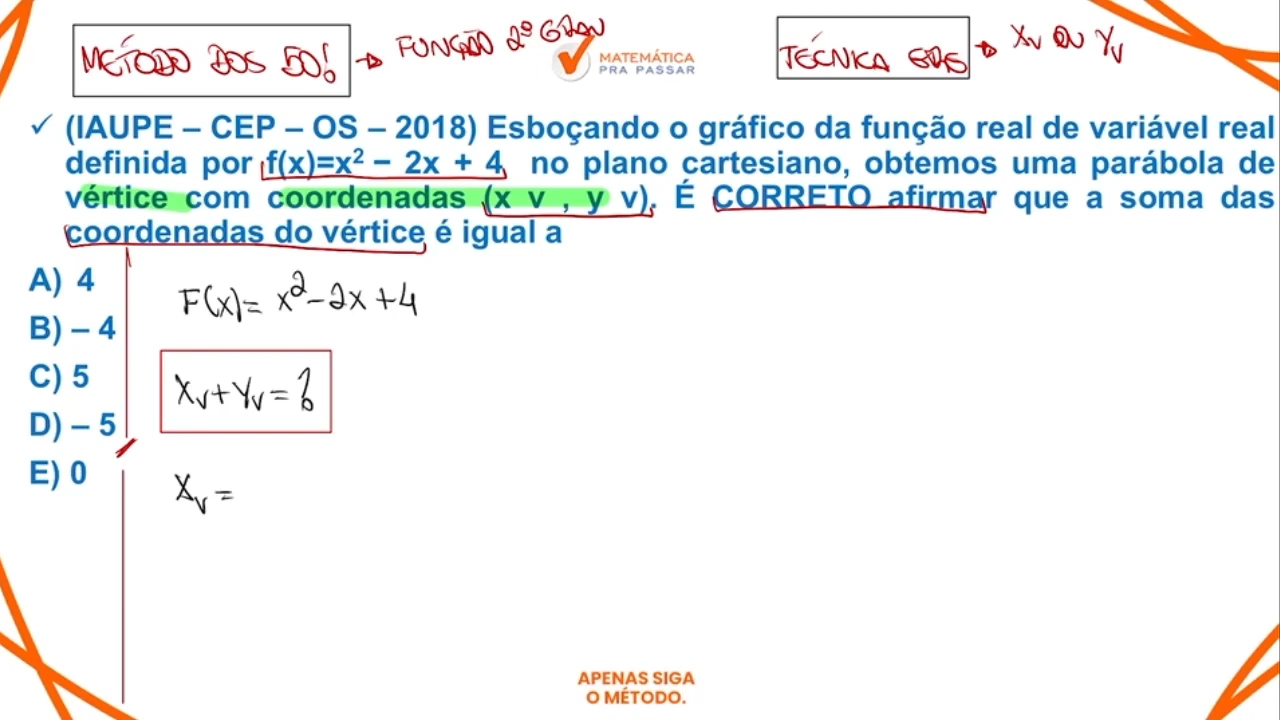 MÉTODO DOS 50! → FUNÇÃO 2º GRAU
MATEMÁTICA
PRA PASSAR
TÉCNICA → Xv OU Yv
✓ (IAUPE – CEP – OS – 2018) Esboçando o gráfico da função real de variável real
definida por f(x)=x² − 2x + 4 no plano cartesiano, obtemos uma parábola de
vértice com coordenadas (x v , y v). É CORRETO afirmar que a soma das
coordenadas do vértice é igual a
A) 4
B) – 4
C) 5
D) – 5
E) 0
F(x)= x²-2x+4
Xv+Yv=?
Xv=
APENAS SIGA
O MÉTODO.